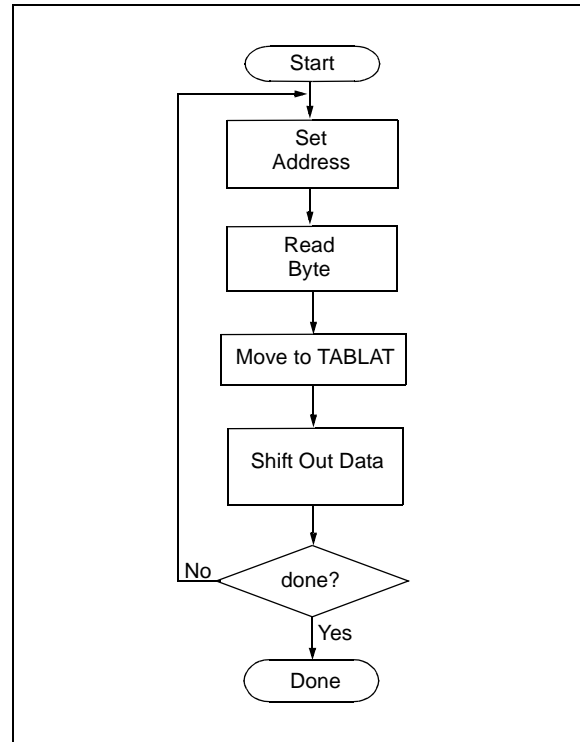 Start
Set
Address
Read
Byte
Move to TABLAT
Shift Out Data
done?
No
Yes
Done